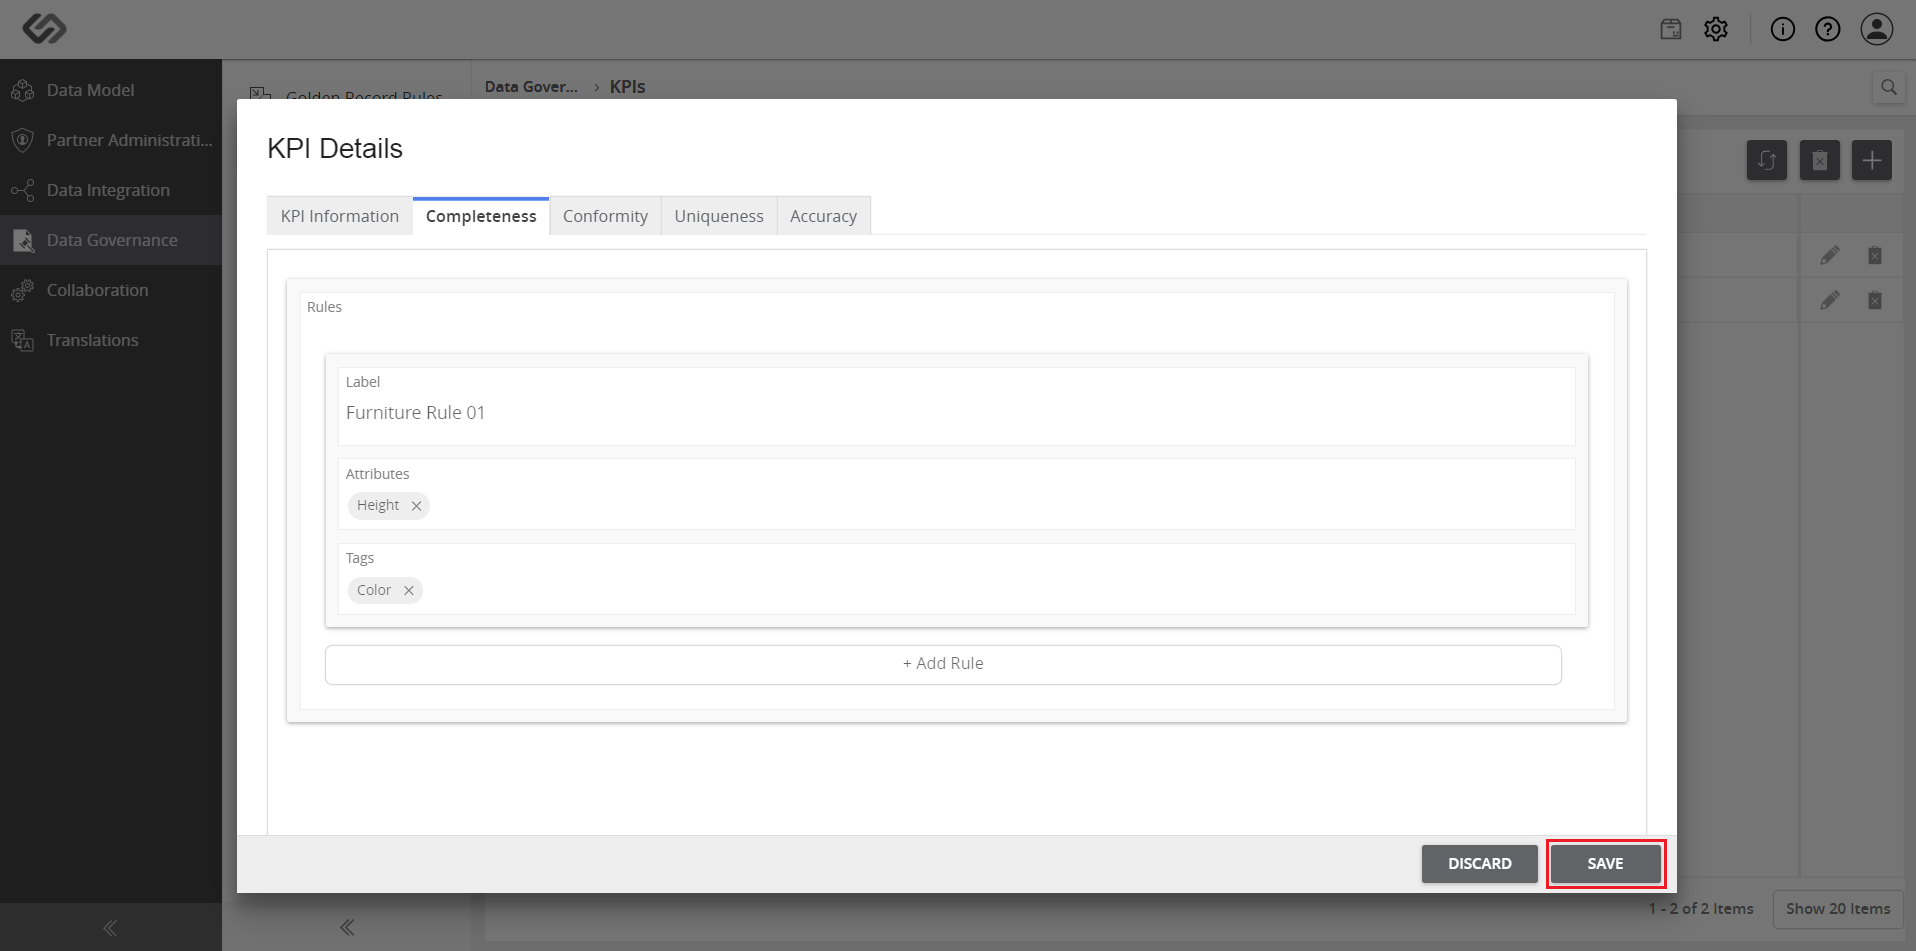 Data Model
Partner Administrati...
Data Integration
Data Governance
Collaboration
Translations
Golden Record Rules
Data Gover... › KPIs
KPI Details
KPI Information
Completeness
Conformity
Uniqueness
Accuracy
Rules
Label
Furniture Rule 01
Attributes
Height
Tags
Color
+ Add Rule
DISCARD
SAVE
1 - 2 of 2 Items
Show 20 Items